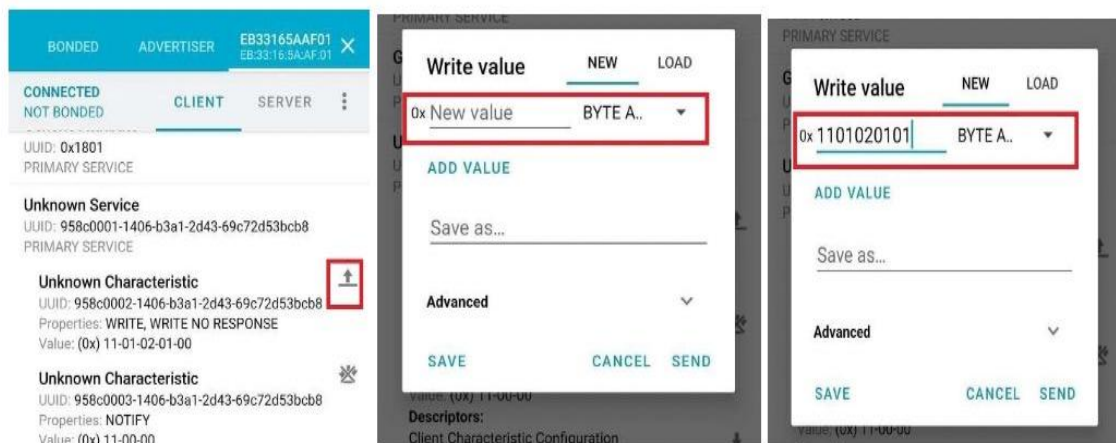 BONDED
ADVERTISER
EB33165AAF01
EB:33:16:5A:AF:01
CONNECTED
NOT BONDED
CLIENT
SERVER
UUID: 0x1801
PRIMARY SERVICE
Unknown Service
UUID: 958c0001-1406-b3a1-2d43-69c72d53bcb8
PRIMARY SERVICE
Unknown Characteristic
UUID: 958c0002-1406-b3a1-2d43-69c72d53bcb8
Properties: WRITE, WRITE NO RESPONSE
Value: (0x) 11-01-02-01-00
Unknown Characteristic
UUID: 958c0003-1406-b3a1-2d43-69c72d53bcb8
Properties: NOTIFY
Value: (0x) 11-00-00
PRIMARY SERVICE
Write value
NEW
LOAD
0x New value
BYTE A..
ADD VALUE
Save as...
Advanced
SAVE
CANCEL
SEND
Value: (0x) 11-00-00
Descriptors:
Client Characteristic Configuration
PRIMARY SERVICE
Write value
NEW
LOAD
0x 1101020101
BYTE A..
ADD VALUE
Save as...
Advanced
SAVE
CANCEL
SEND
Value: (0x) 11-00-00